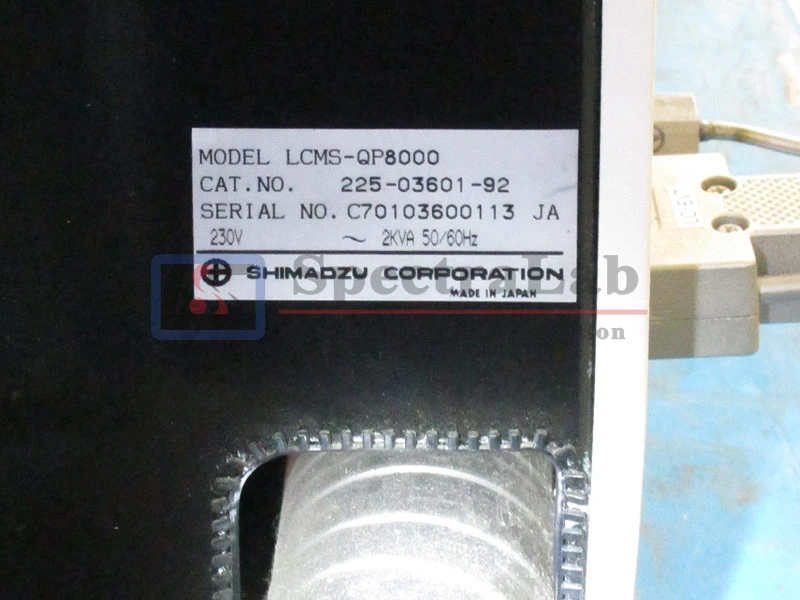 MODEL LCMS-QP8000
CAT.NO. 225-03601-92
SERIAL NO. C70103600113 JA
230V ~ 2KVA 50/60Hz
SHIMADZU CORPORATION
MADE IN JAPAN
SpectraLab